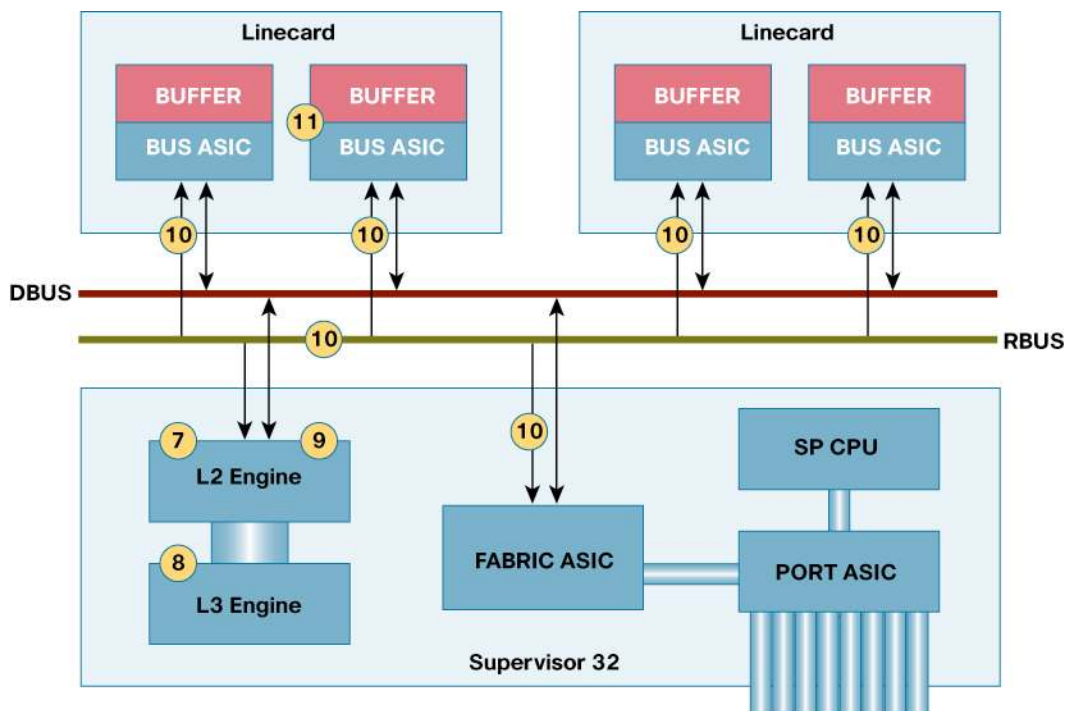 Linecard
Linecard
BUFFER
BUFFER
BUFFER
BUFFER
11
BUS ASIC
BUS ASIC
BUS ASIC
BUS ASIC
10
10
10
10
DBUS
10
RBUS
7
9
10
SP CPU
L2 Engine
8
FABRIC ASIC
PORT ASIC
L3 Engine
Supervisor 32